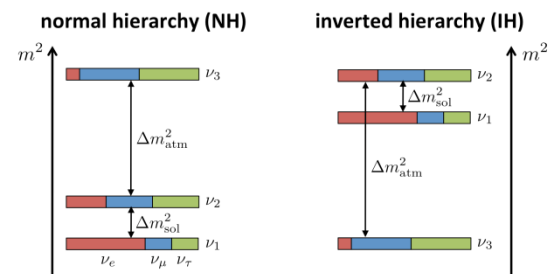 normal hierarchy (NH)
m²
ν₃
Δm²atm
ν₂
Δm²sol
ν₁
νₑ νμ ντ
inverted hierarchy (IH)
m²
ν₂
Δm²sol
ν₁
Δm²atm
ν₃